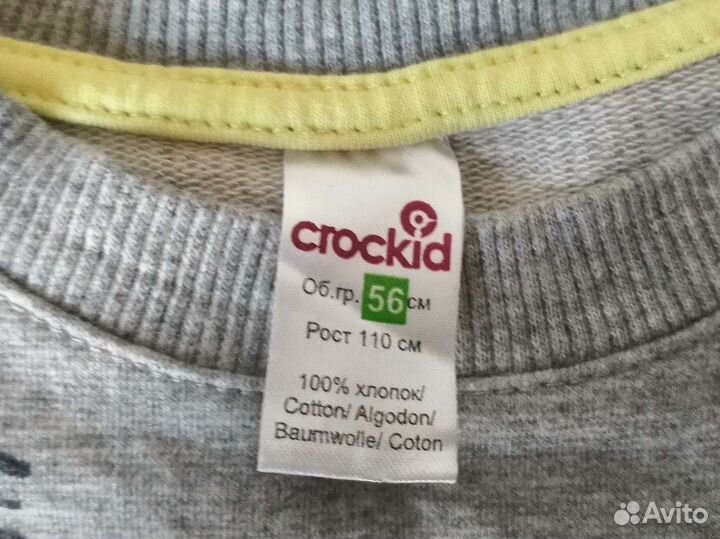 crockid
Об.гр. 56 см
Рост 110 см
100% хлопок/
Cotton/ Algodon/
Baumwolle/ Coton
Avito